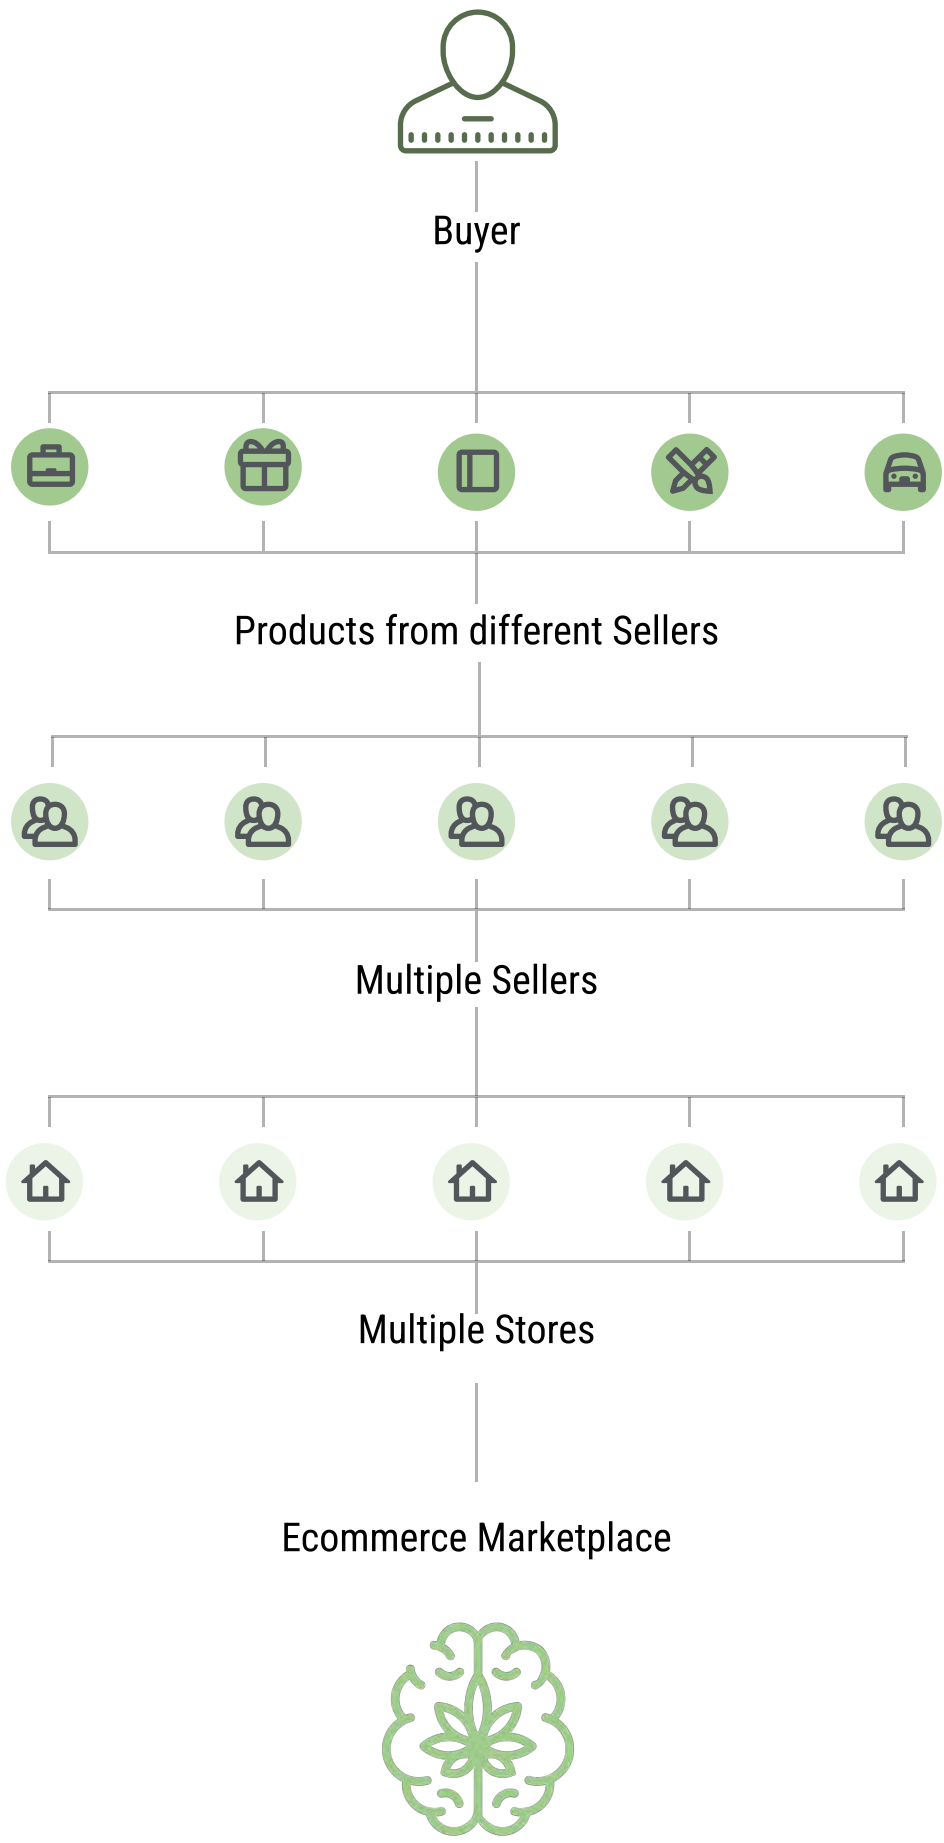 Buyer
Products from different Sellers
Multiple Sellers
Multiple Stores
Ecommerce Marketplace